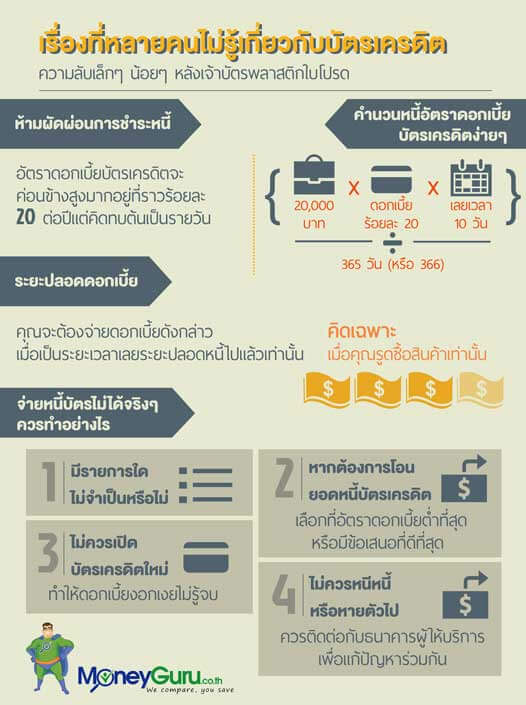 เรื่องที่หลายคนไม่รู้เกี่ยวกับบัตรเครดิต
ความลับเล็กๆ น้อยๆ หลังเจ้าบัตรพลาสติกใบโปรด
ห้ามผัดผ่อนการชำระหนี้
อัตราดอกเบี้ยบัตรเครดิตจะ
ค่อนข้างสูงมากอยู่ที่ราวร้อยละ
20 ต่อปีแต่คิดทบต้นเป็นรายวัน
คำนวนหนี้อัตราดอกเบี้ย
บัตรเครดิตง่ายๆ
{ X X }
20,000 ดอกเบี้ย เลยเวลา
บาท ร้อยละ 20 10 วัน
÷
365 วัน (หรือ 366)
ระยะปลอดดอกเบี้ย
คุณจะต้องจ่ายดอกเบี้ยดังกล่าว
เมื่อเป็นระยะเวลาเลยระยะปลอดหนี้ไปแล้วเท่านั้น
คิดเฉพาะ
เมื่อคุณรูดซื้อสินค้าเท่านั้น
$ $ $ $
จ่ายหนี้บัตรไม่ได้จริงๆ
ควรทำอย่างไร
1 มีรายการใด
ไม่จำเป็นหรือไม่
2 หากต้องการโอน
ยอดหนี้บัตรเครดิต
$
เลือกที่อัตราดอกเบี้ยต่ำที่สุด
หรือมีข้อเสนอที่ดีที่สุด
3 ไม่ควรเปิด
บัตรเครดิตใหม่
ทำให้ดอกเบี้ยงอกเงยไม่รู้จบ
4 ไม่ควรหนีหนี้
หรือหายตัวไป
$
ควรติดต่อกับธนาคารผู้ให้บริการ
เพื่อแก้ปัญหาร่วมกัน
MoneyGuru.co.th
We compare, you save